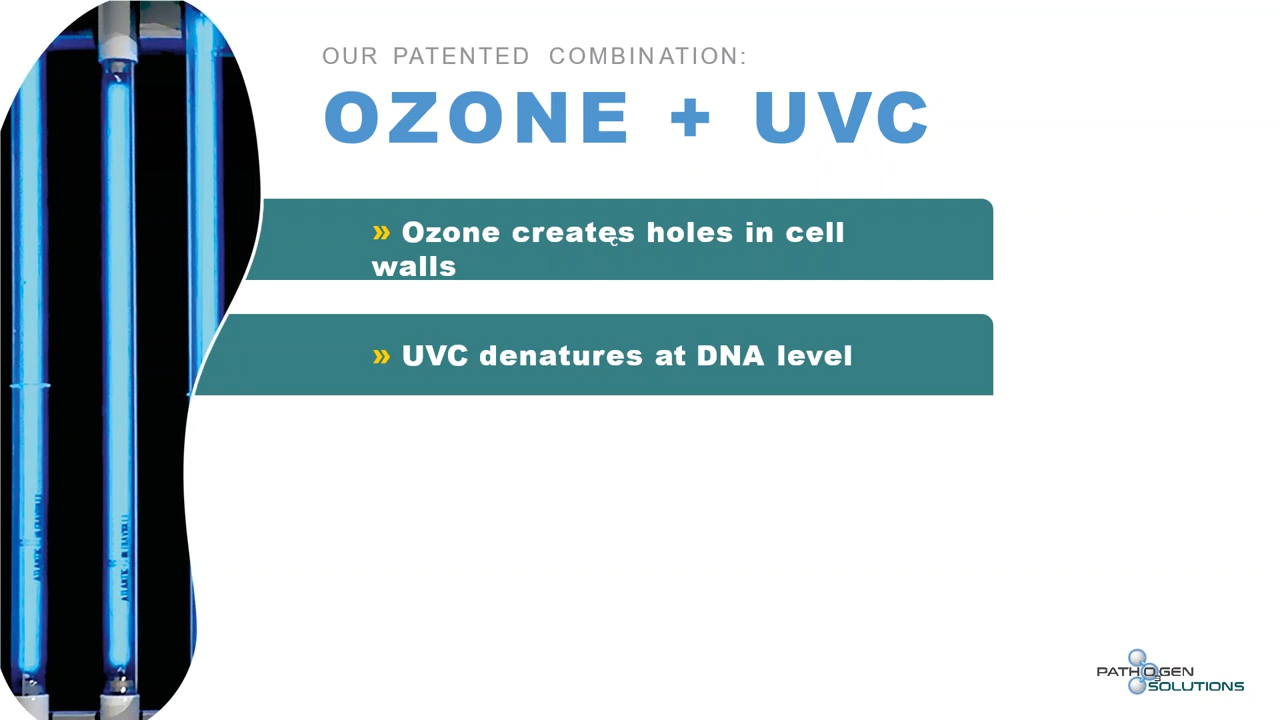 OUR PATENTED COMBINATION:
OZONE + UVC
» Ozone creates holes in cell
walls
» UVC denatures at DNA level
PATHOGEN
SOLUTIONS